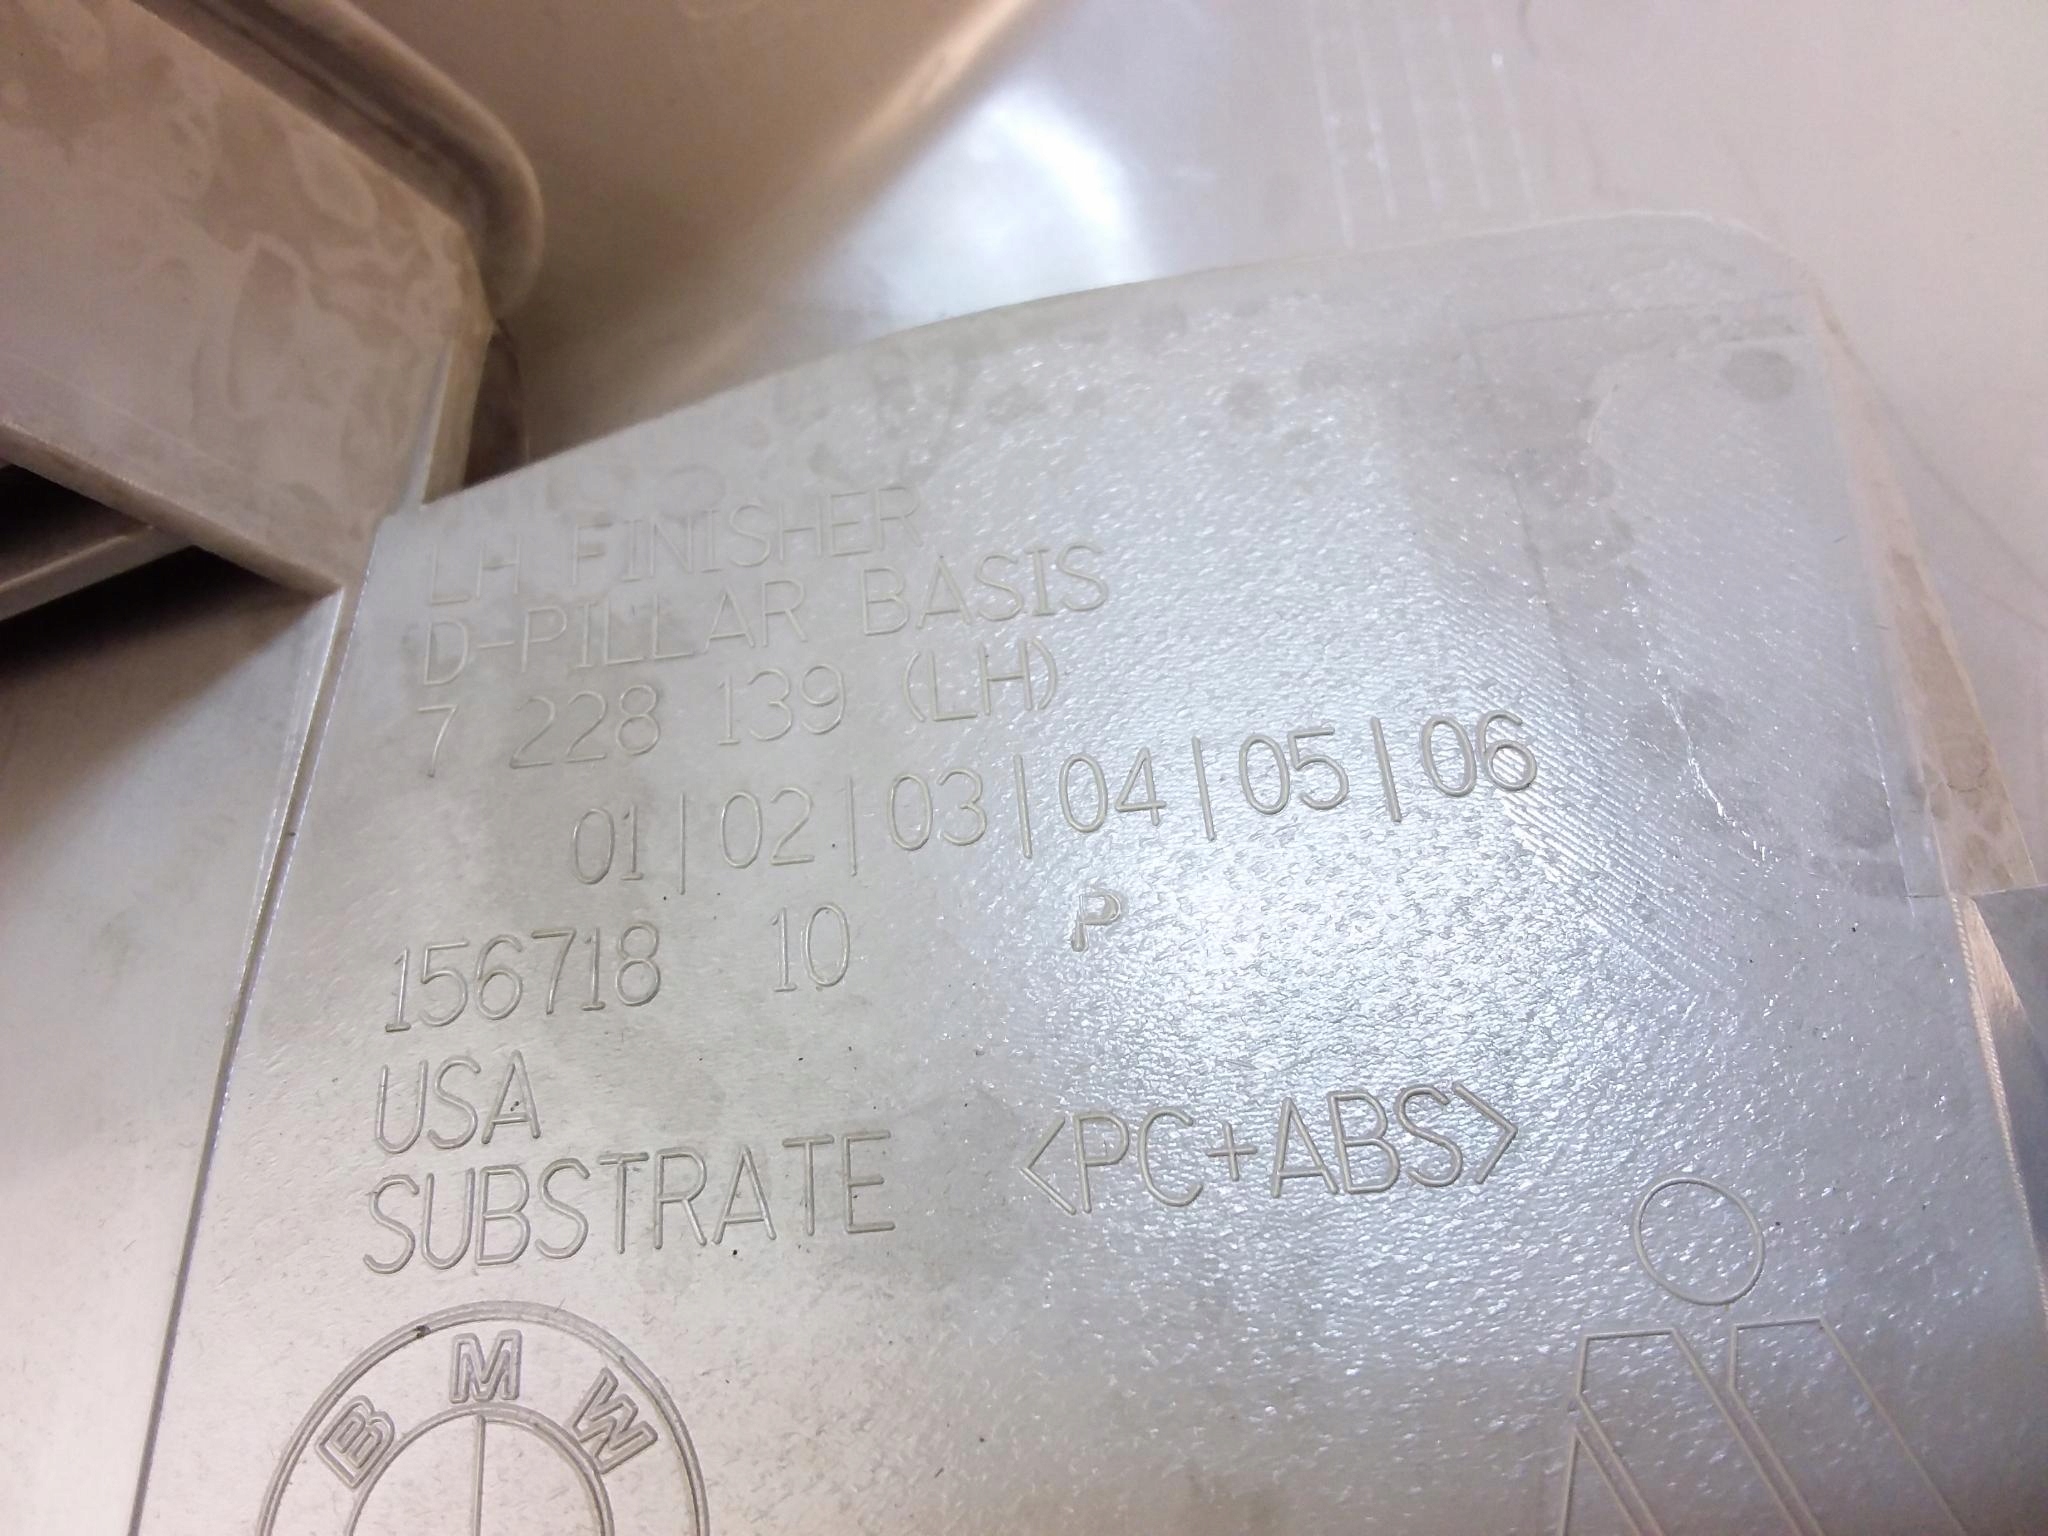 LH FINISHER
D-PILLAR BASIS
7 228 139 (LH)
01|02|03|04|05|06
156718 10 P
USA
SUBSTRATE <PC+ABS>
BMW